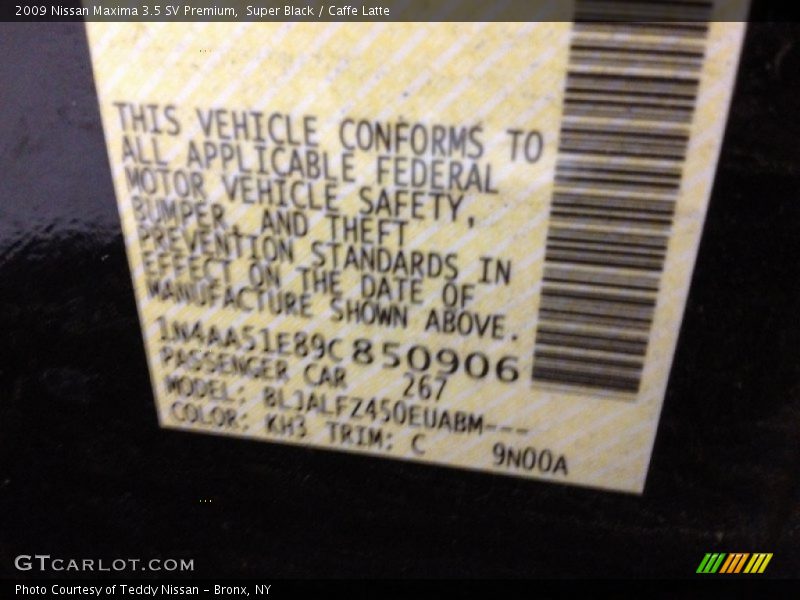 2009 Nissan Maxima 3.5 SV Premium,  Super Black / Caffe Latte
THIS VEHICLE CONFORMS TO
ALL APPLICABLE FEDERAL
MOTOR VEHICLE SAFETY,
BUMPER, AND THEFT
PREVENTION STANDARDS IN
EFFECT ON THE DATE OF
MANUFACTURE SHOWN ABOVE.
1N4AA51E89C850906
PASSENGER CAR 267
MODEL: BLJALFZ450EUABM---
COLOR: KH3 TRIM: C 9N00A
GTCARLOT.COM
Photo Courtesy of Teddy Nissan - Bronx, NY